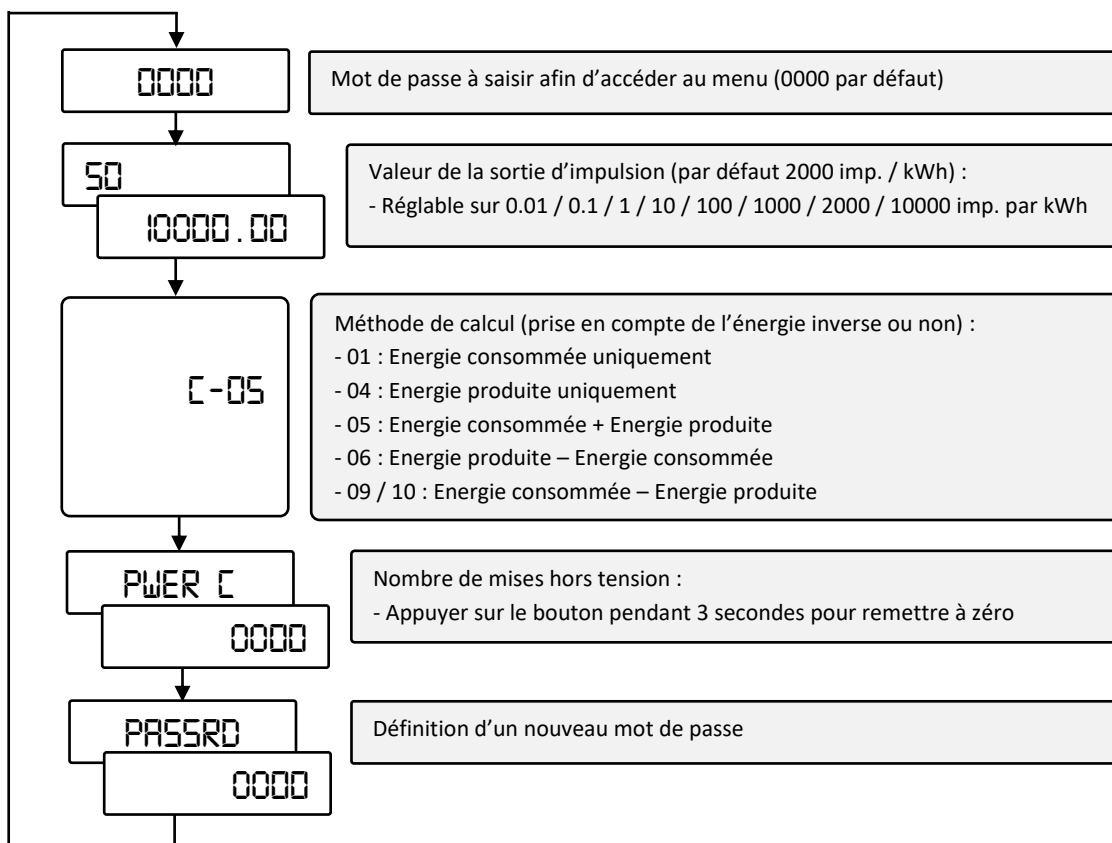 0000
Mot de passe à saisir afin d’accéder au menu (0000 par défaut)
S0
10000.00
Valeur de la sortie d’impulsion (par défaut 2000 imp. / kWh) :
- Réglable sur 0.01 / 0.1 / 1 / 10 / 100 / 1000 / 2000 / 10000 imp. par kWh
C-05
Méthode de calcul (prise en compte de l’énergie inverse ou non) :
- 01 : Energie consommée uniquement
- 04 : Energie produite uniquement
- 05 : Energie consommée + Energie produite
- 06 : Energie produite – Energie consommée
- 09 / 10 : Energie consommée – Energie produite
PWER C
0000
Nombre de mises hors tension :
- Appuyer sur le bouton pendant 3 secondes pour remettre à zéro
PASSRD
0000
Définition d’un nouveau mot de passe